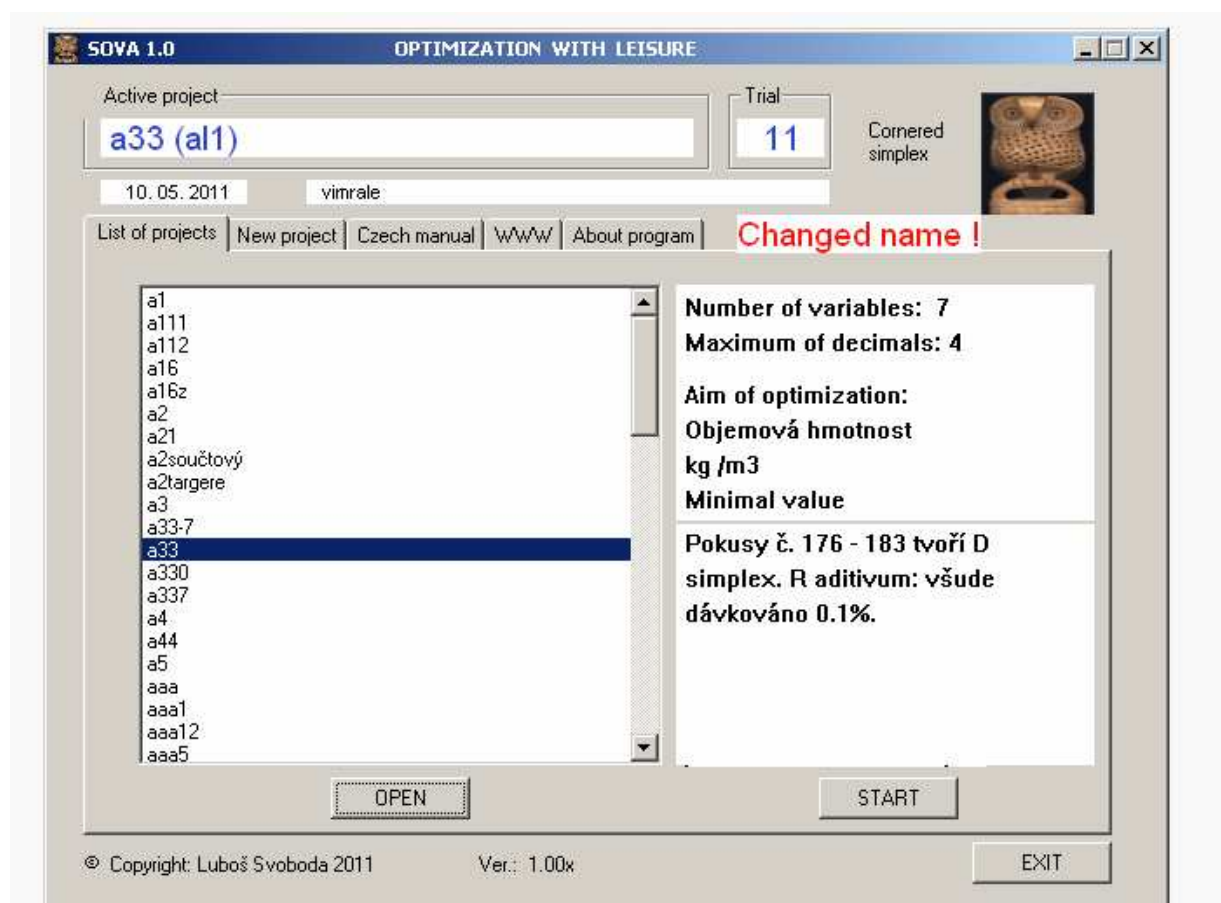 SOVA 1.0 OPTIMIZATION WITH LEISURE
Active project
Trial
a33 (al1)
11
Cornered
simplex
10. 05. 2011
vimrale
List of projects New project Czech manual WWW About program
Changed name !
a1
a111
a112
a16
a16z
a2
a21
a2součtový
a2targere
a3
a33-7
a33
a330
a337
a4
a44
a5
aaa
aaa1
aaa12
aaa5
Number of variables: 7
Maximum of decimals: 4
Aim of optimization:
Objemová hmotnost
kg /m3
Minimal value
Pokusy č. 176 - 183 tvoří D
simplex. R aditivum: všude
dávkováno 0.1%.
OPEN
START
© Copyright: Luboš Svoboda 2011 Ver.: 1.00x
EXIT